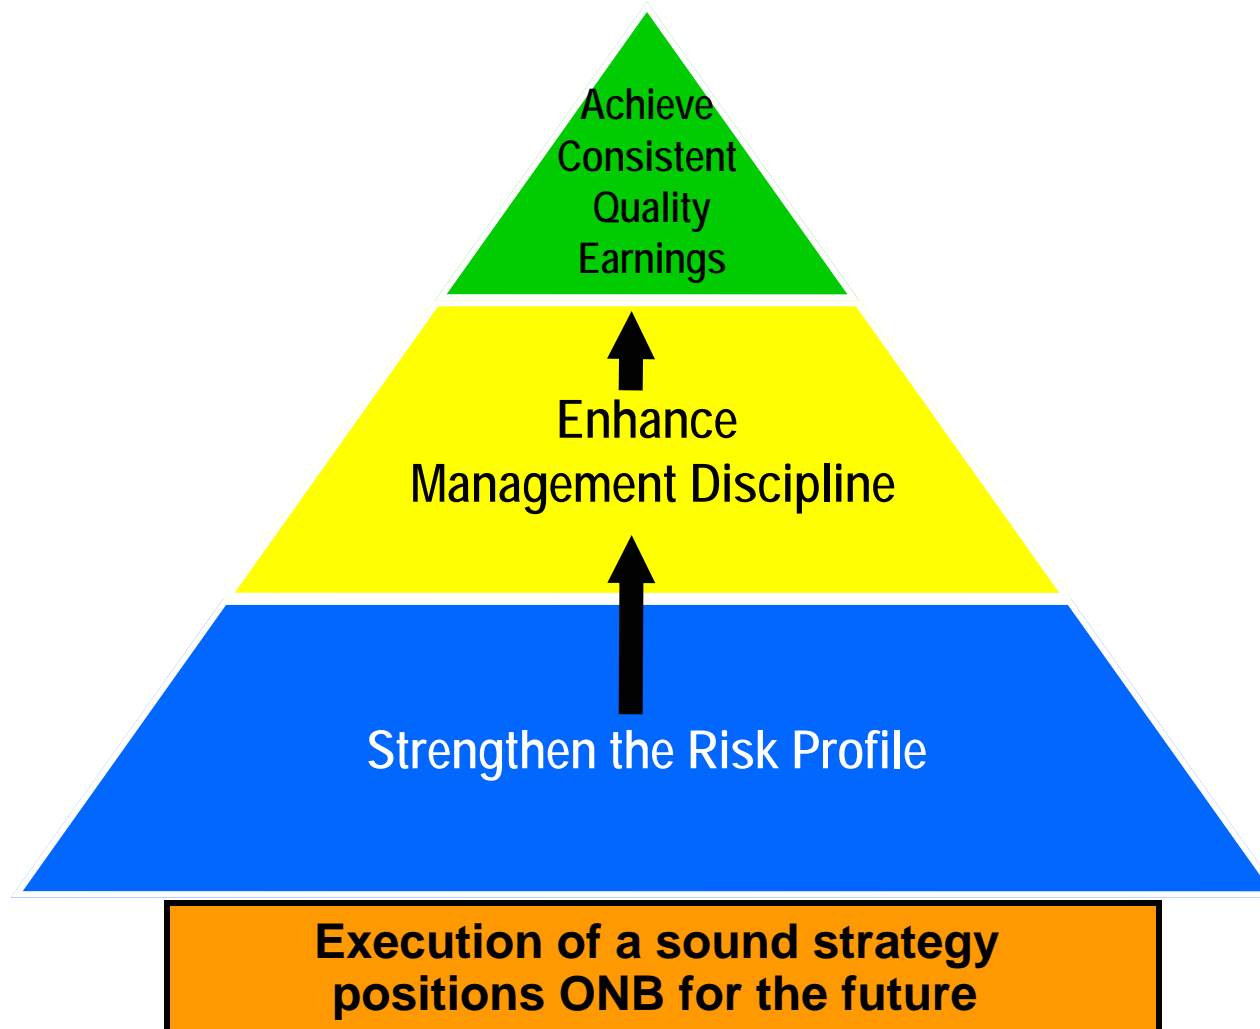 Achieve
Consistent
Quality
Earnings
Enhance
Management Discipline
Strengthen the Risk Profile
Execution of a sound strategy
positions ONB for the future